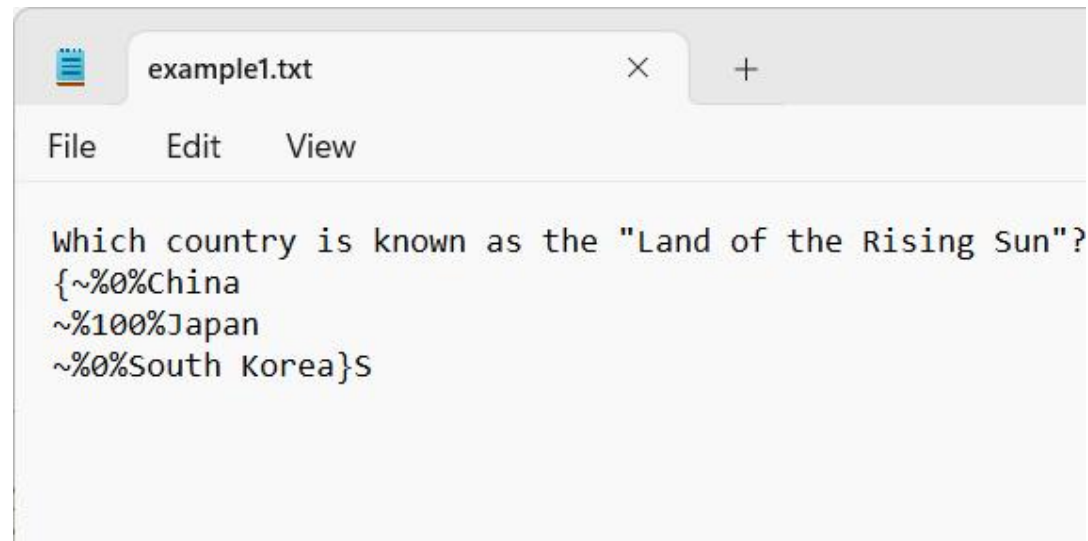 example1.txt
File Edit View
Which country is known as the "Land of the Rising Sun"?
{~%0%China
~%100%Japan
~%0%South Korea}S